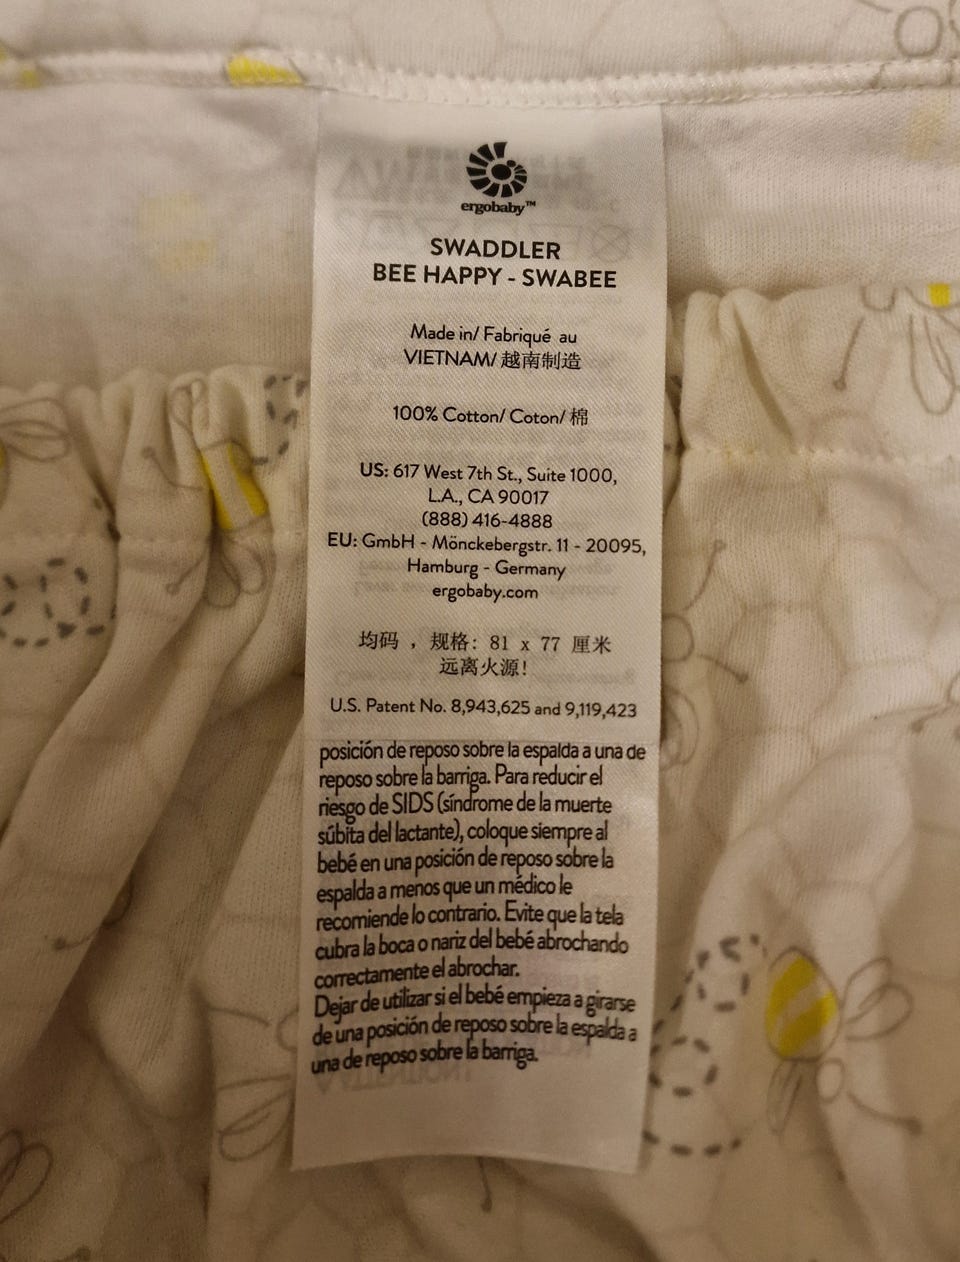 ergobaby™
SWADDLER
BEE HAPPY - SWABEE
Made in/ Fabriqué au
VIETNAM/ 越南制造
100% Cotton/ Coton/ 棉
US: 617 West 7th St., Suite 1000,
L.A., CA 90017
(888) 416-4888
EU: GmbH - Mönckebergstr. 11 - 20095,
Hamburg - Germany
ergobaby.com
均码 ，规格: 81 x 77 厘米
远离火源!
U.S. Patent No. 8,943,625 and 9,119,423
posición de reposo sobre la espalda a una de
reposo sobre la barriga. Para reducir el
riesgo de SIDS (síndrome de la muerte
súbita del lactante), coloque siempre al
bebé en una posición de reposo sobre la
espalda a menos que un médico le
recomiende lo contrario. Evite que la tela
cubra la boca o nariz del bebé abrochando
correctamente el abrochar.
Dejar de utilizar si el bebé empieza a girarse
de una posición de reposo sobre la espalda a
una de reposo sobre la barriga.